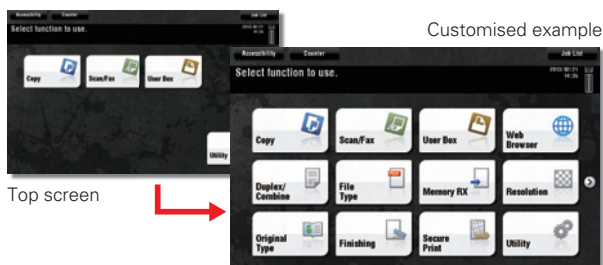 Accessibility Counter Job List
Select function to use.
Copy Scan/Fax User Box
Utility
Top screen
Customised example
Accessibility Counter Job List
Select function to use.
Copy Scan/Fax User Box Web Browser
Duplex/Combine File Type Memory RX Resolution
Original Type Finishing Secure Print Utility